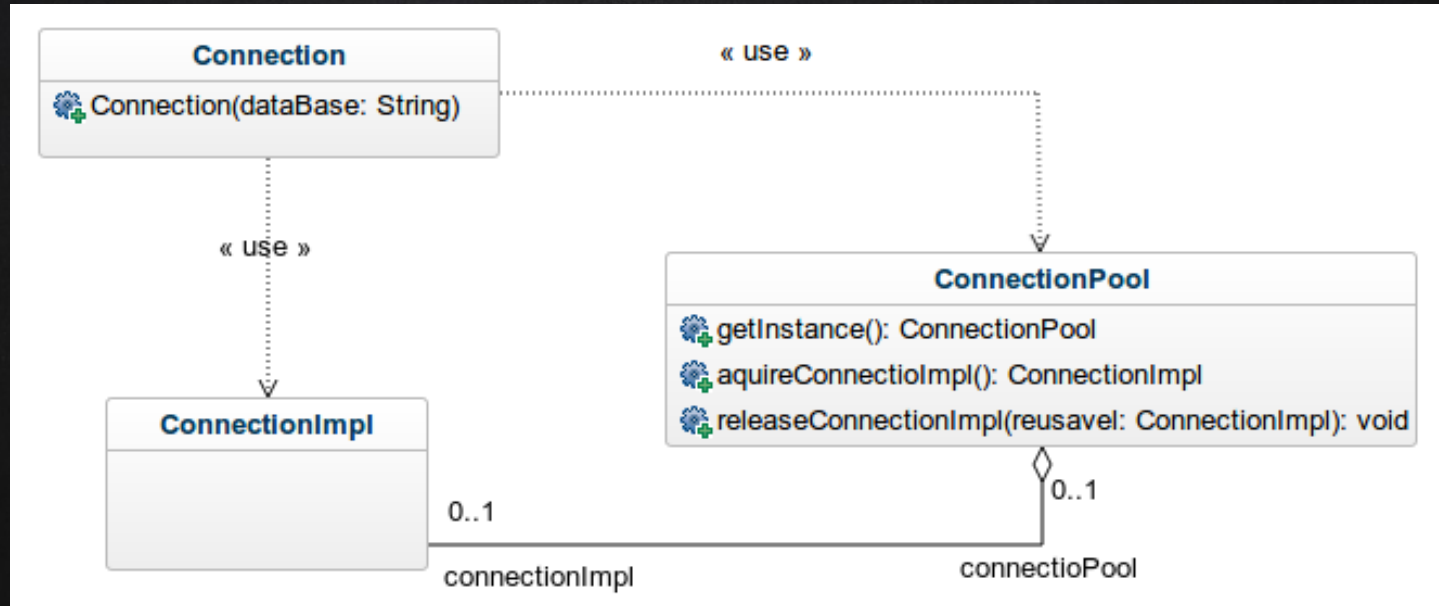 Connection
Connection(dataBase: String)
« use »
« use »
ConnectionPool
getInstance(): ConnectionPool
aquireConnectioImpl(): ConnectionImpl
releaseConnectionImpl(reusavel: ConnectionImpl): void
ConnectionImpl
0..1
0..1
connectionImpl
connectioPool